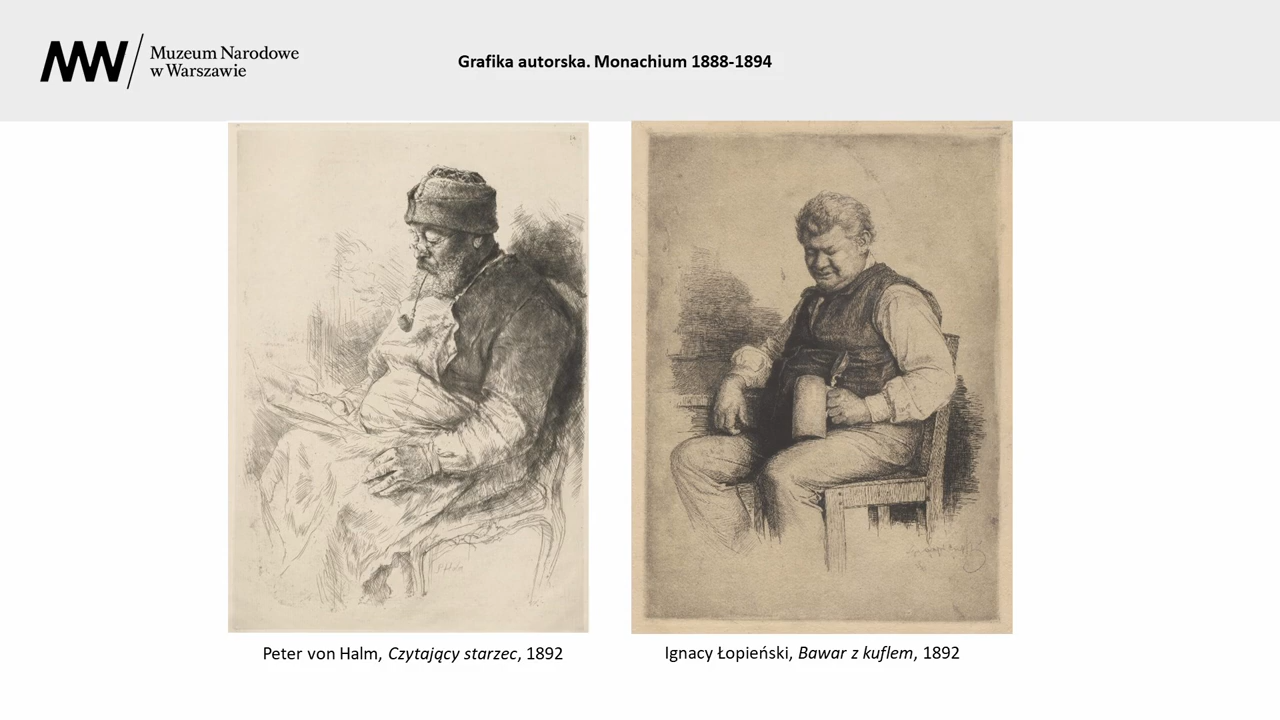 MNW
Muzeum Narodowe
w Warszawie
Grafika autorska. Monachium 1888-1894
Peter von Halm, Czytający starzec, 1892
Ignacy Łopieński, Bawar z kuflem, 1892